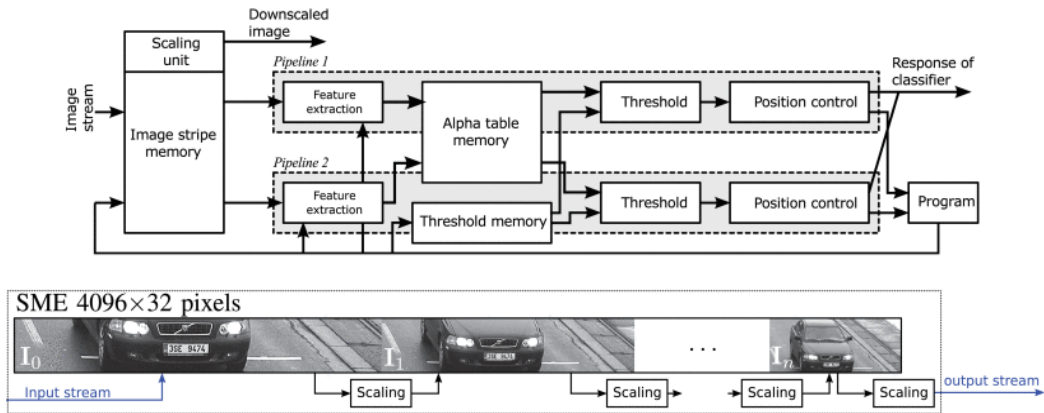 Downscaled
image
Scaling
unit
Pipeline 1
Response of
classifier
Image
stream
Feature
extraction
Threshold
Position control
Image stripe
memory
Alpha table
memory
Pipeline 2
Feature
extraction
Threshold
Position control
Program
Threshold memory
SME 4096×32 pixels
3SE 9474
I₀
I₁
...
Iₙ
Input stream
Scaling
Scaling
Scaling
Scaling
output stream